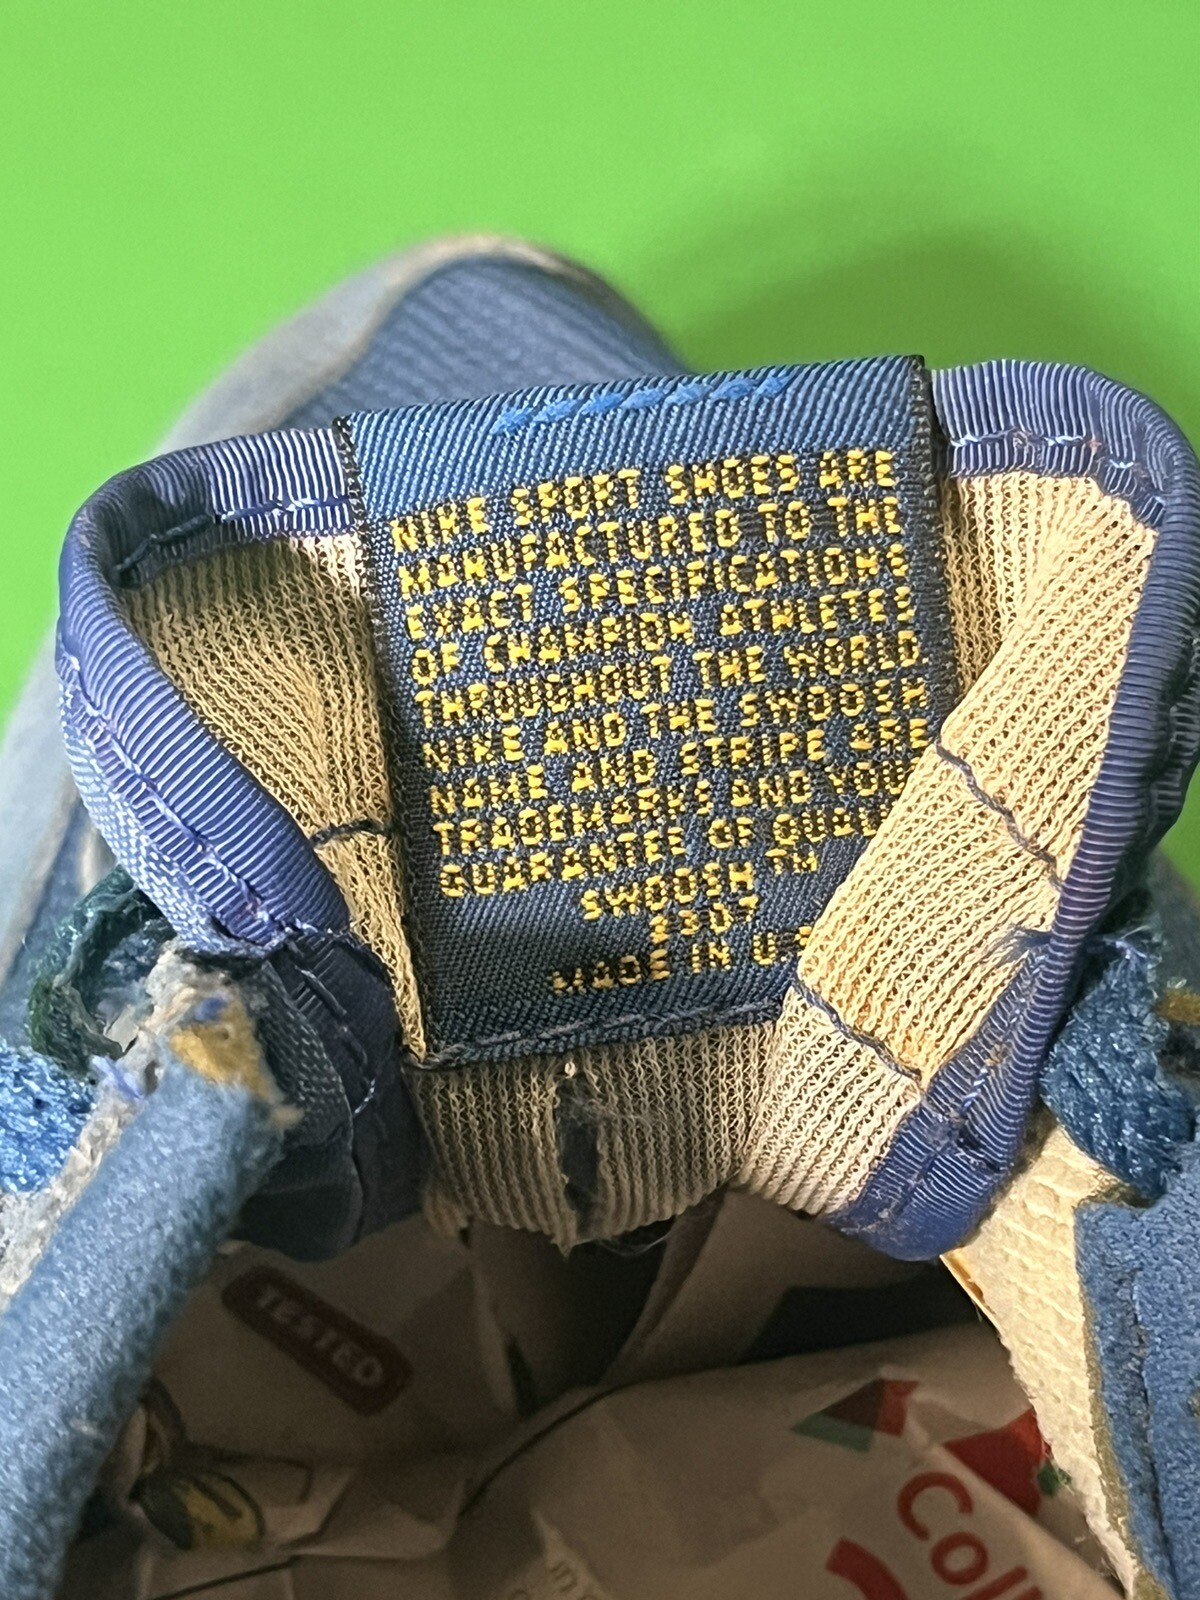 NIKE SPORT SHOES ARE
MANUFACTURED TO THE
EXACT SPECIFICATIONS
OF CHAMPION ATHLETES
THROUGHOUT THE WORLD.
NIKE AND THE SWOOSH
NAME AND STRIPE ARE
TRADEMARKS AND YOUR
GUARANTEE OF QUAL
SWOOSH TM
MADE IN U S
TESTED
Coll